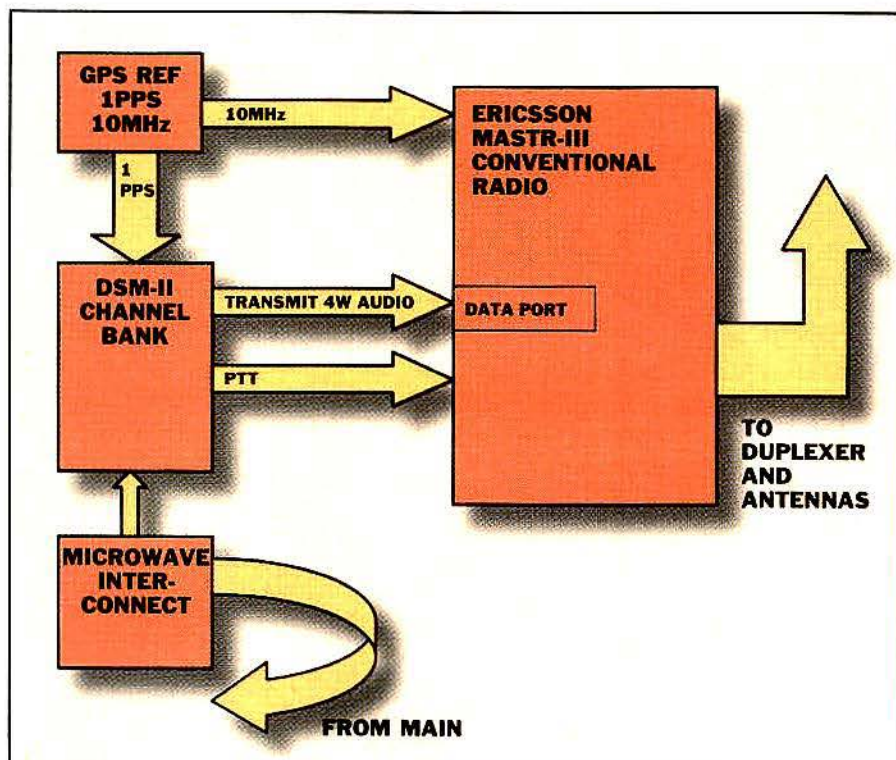 GPS REF
1PPS
10MHz
10MHz
ERICSSON
MASTR-III
CONVENTIONAL
RADIO
1
PPS
DSM-II
CHANNEL
BANK
TRANSMIT 4W AUDIO
DATA PORT
PTT
TO
DUPLEXER
AND
ANTENNAS
MICROWAVE
INTER-
CONNECT
FROM MAIN